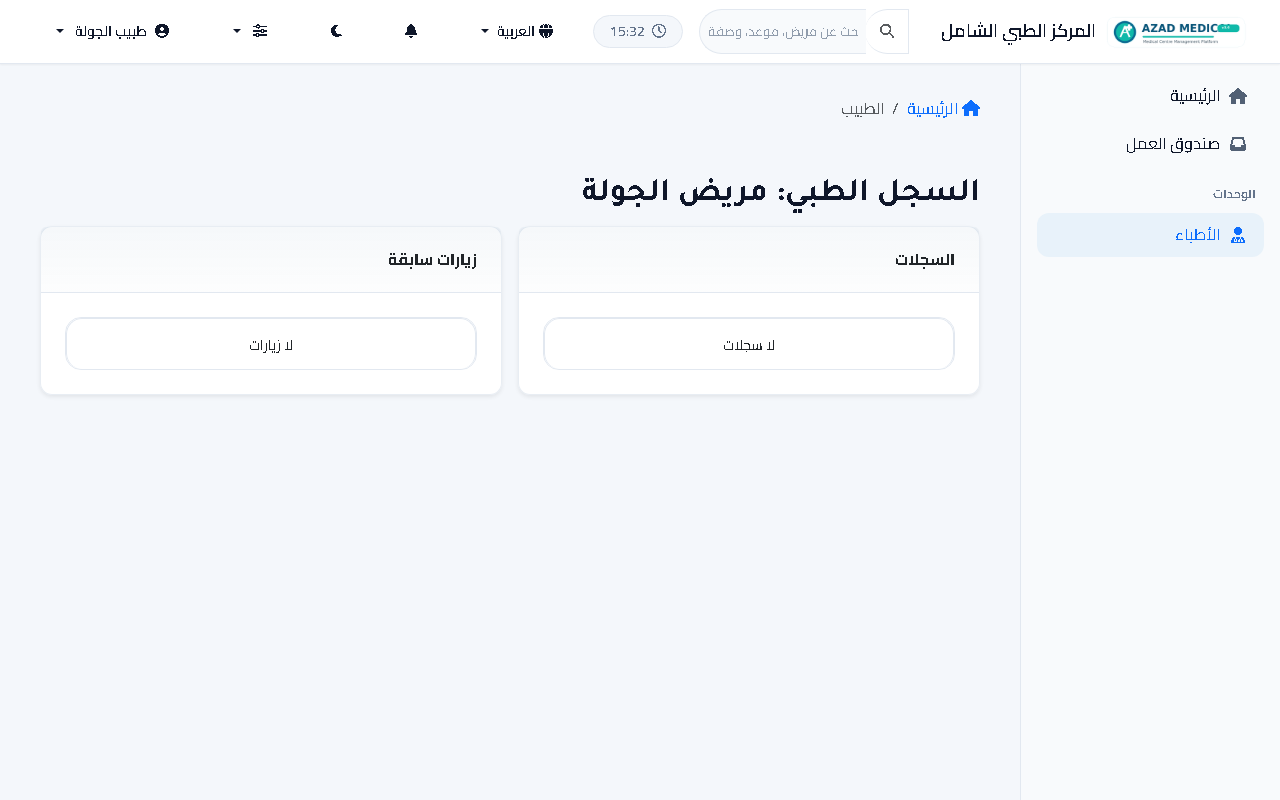 AZAD MEDIC
Medical Centre Management Platform
المركز الطبي الشامل
حث عن مريض، موعد، وصفة
15:32
العربية
طبيب الجولة
الرئيسية
صندوق العمل
الوحدات
الأطباء
الرئيسية / الطبيب
السجل الطبي: مريض الجولة
السجلات
لا سجلات
زيارات سابقة
لا زيارات